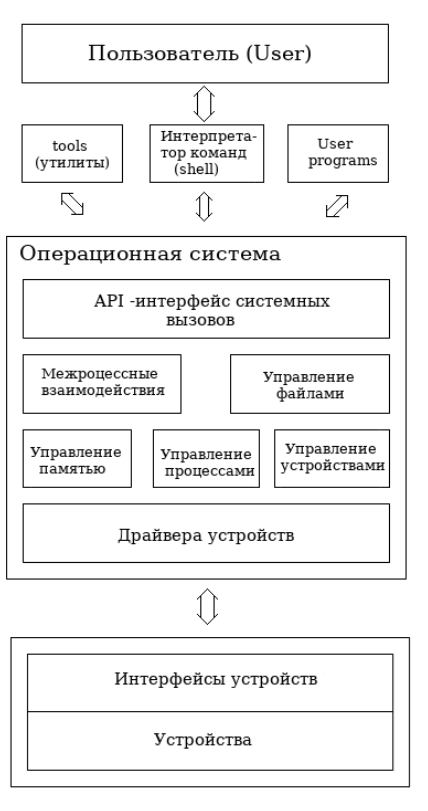 Пользователь (User)
tools
(утилиты)
Интерпрета-
тор команд
(shell)
User
programs
Операционная система
API -интерфейс системных
вызовов
Межроцессные
взаимодействия
Управление
файлами
Управление
памятью
Управление
процессами
Управление
устройствами
Драйвера устройств
Интерфейсы устройств
Устройства